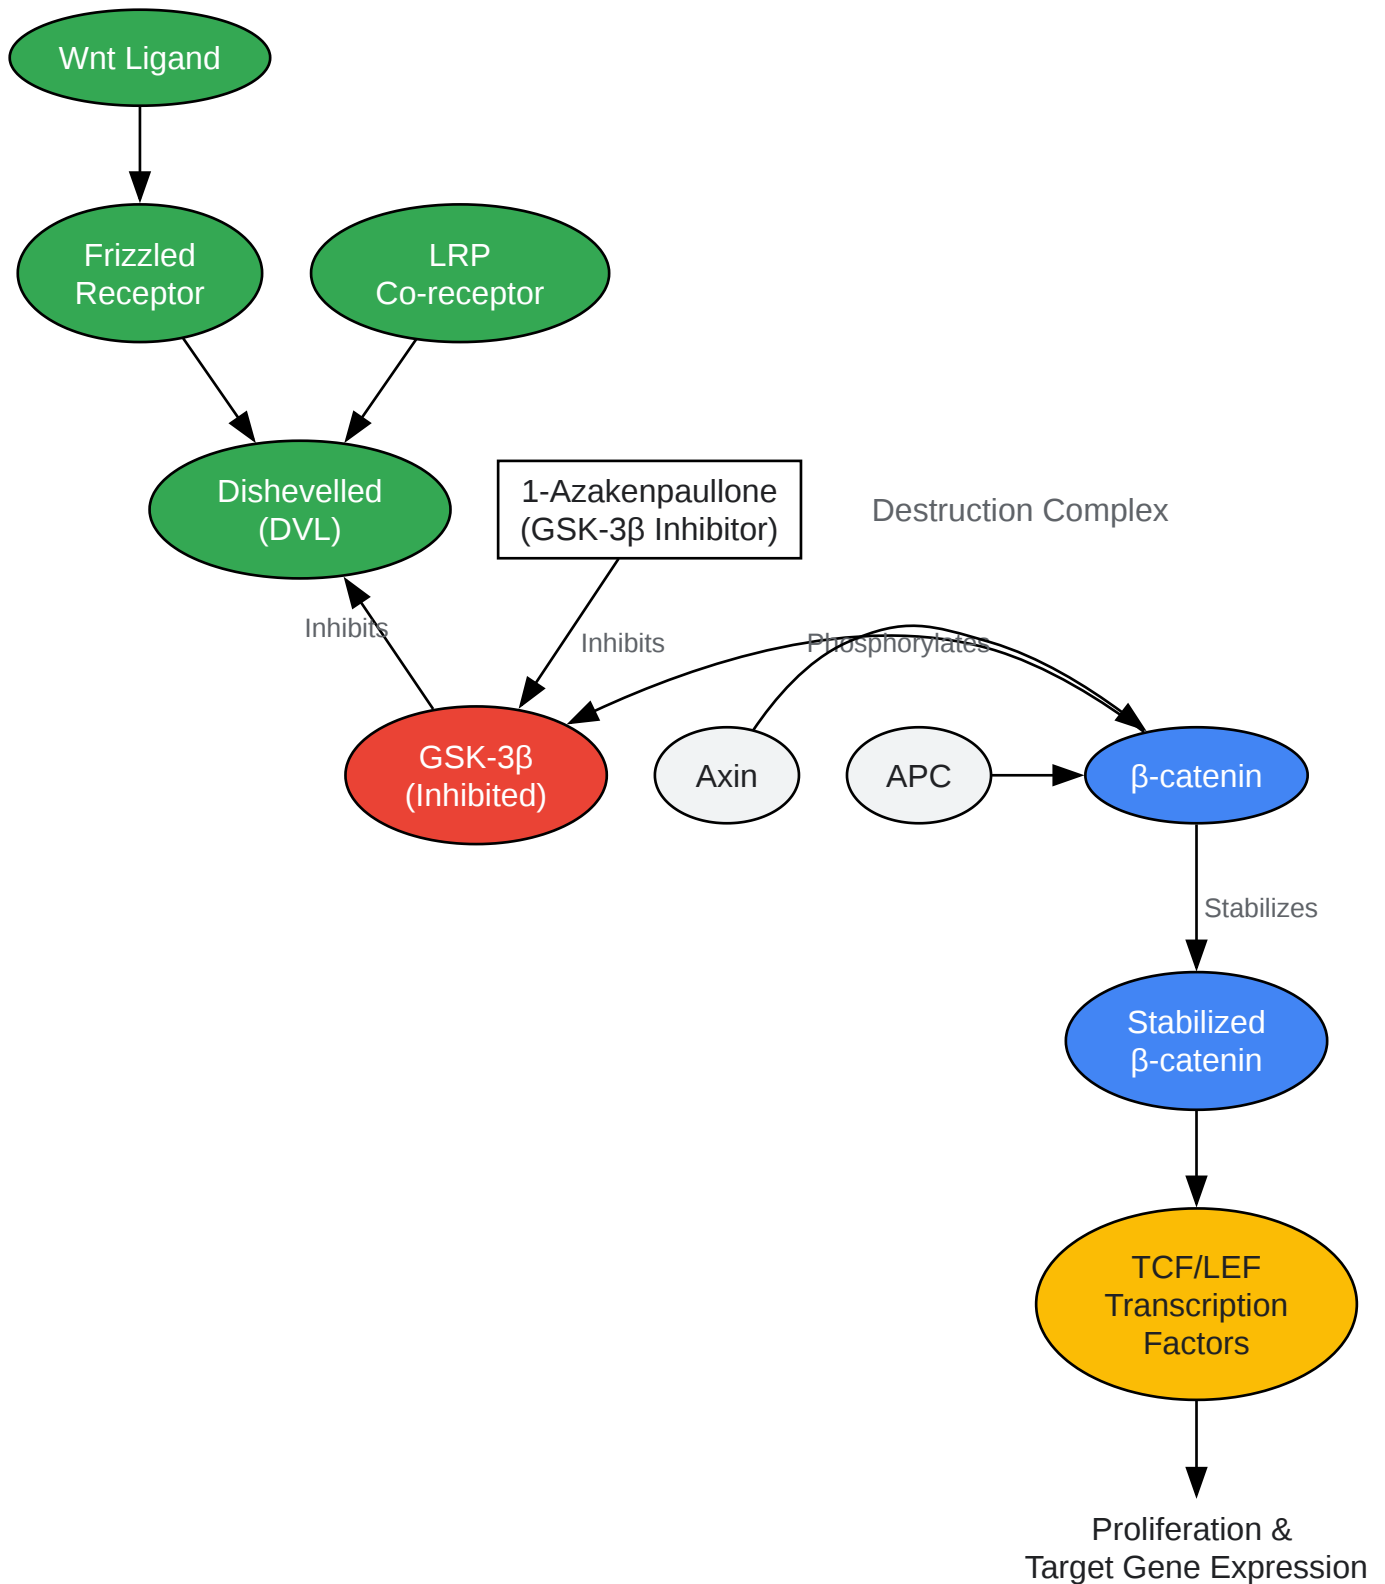 Wnt Ligand
Frizzled
Receptor
LRP
Co-receptor
Dishevelled
(DVL)
1-Azakenpaullone
(GSK-3β Inhibitor)
Destruction Complex
Inhibits
Inhibits
Phosphorylates
GSK-3β
(Inhibited)
Axin
APC
β-catenin
Stabilizes
Stabilized
β-catenin
TCF/LEF
Transcription
Factors
Proliferation &
Target Gene Expression